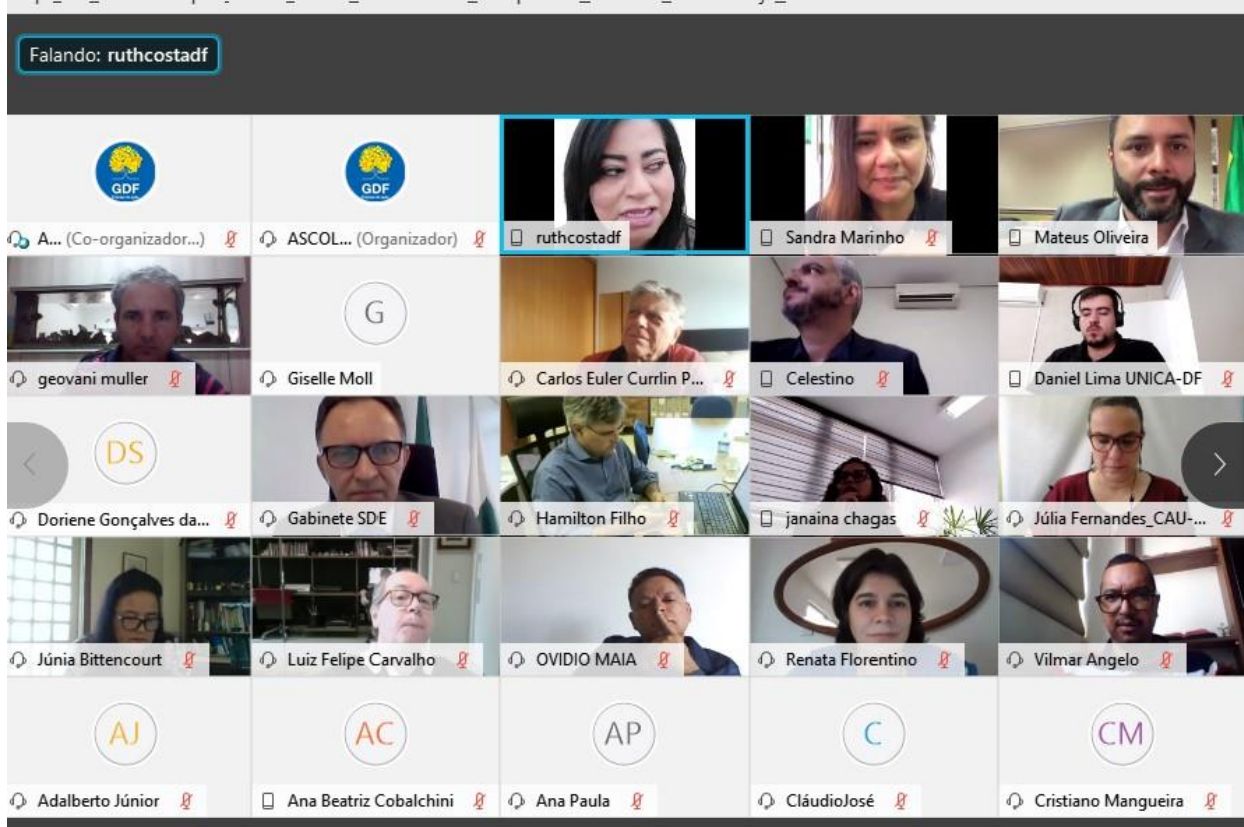 Falando: ruthcostadf
GDF
GDF
A... (Co-organizador...)
ASCOL... (Organizador)
ruthcostadf
Sandra Marinho
Mateus Oliveira
G
geovani muller
Giselle Moll
Carlos Euler Currlin P...
Celestino
Daniel Lima UNICA-DF
DS
Doriene Gonçalves da...
Gabinete SDE
Hamilton Filho
janaina chagas
Júlia Fernandes_CAU-...
Júnia Bittencourt
Luiz Felipe Carvalho
OVIDIO MAIA
Renata Florentino
Vilmar Angelo
AJ
AC
AP
C
CM
Adalberto Júnior
Ana Beatriz Cobalchini
Ana Paula
CláudioJosé
Cristiano Mangueira